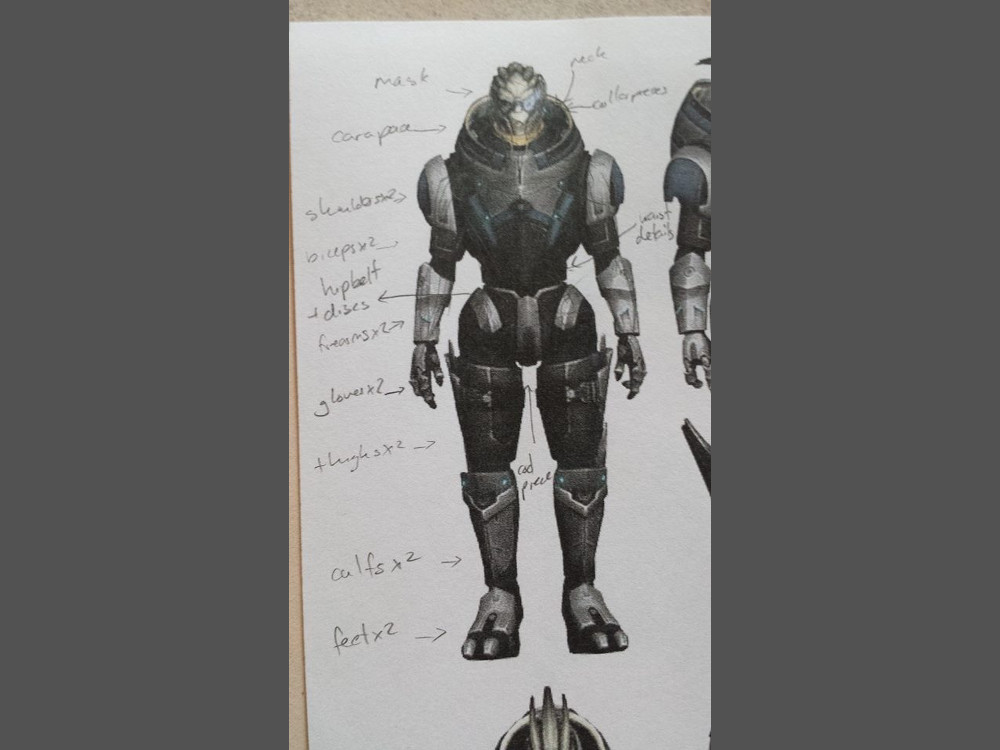 mask
neck
collarpieces
carapace
shoulders x2
waist
details
biceps x2
hipbelt
+ discs
forearms x2
gloves x2
thighs x2
cod
piece
calfs x2
feet x2